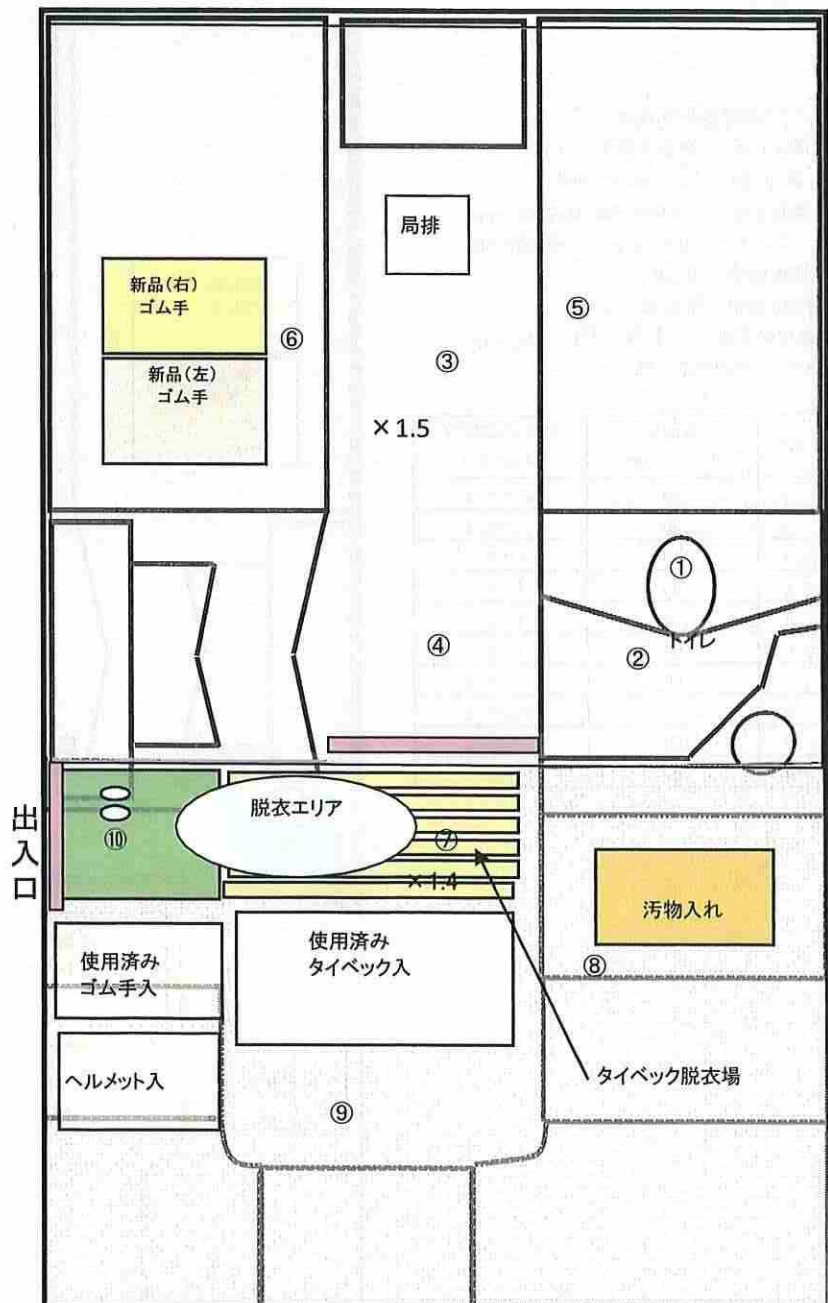 局排
新品(右)
ゴム手
⑥
新品(左)
ゴム手
⑤
③
×1.5
①
トイレ
②
④
出入口
⑩
脱衣エリア
⑦
×1.4
汚物入れ
使用済み
ゴム手入
使用済み
タイベック入
⑧
ヘルメット入
タイベック脱衣場
⑨